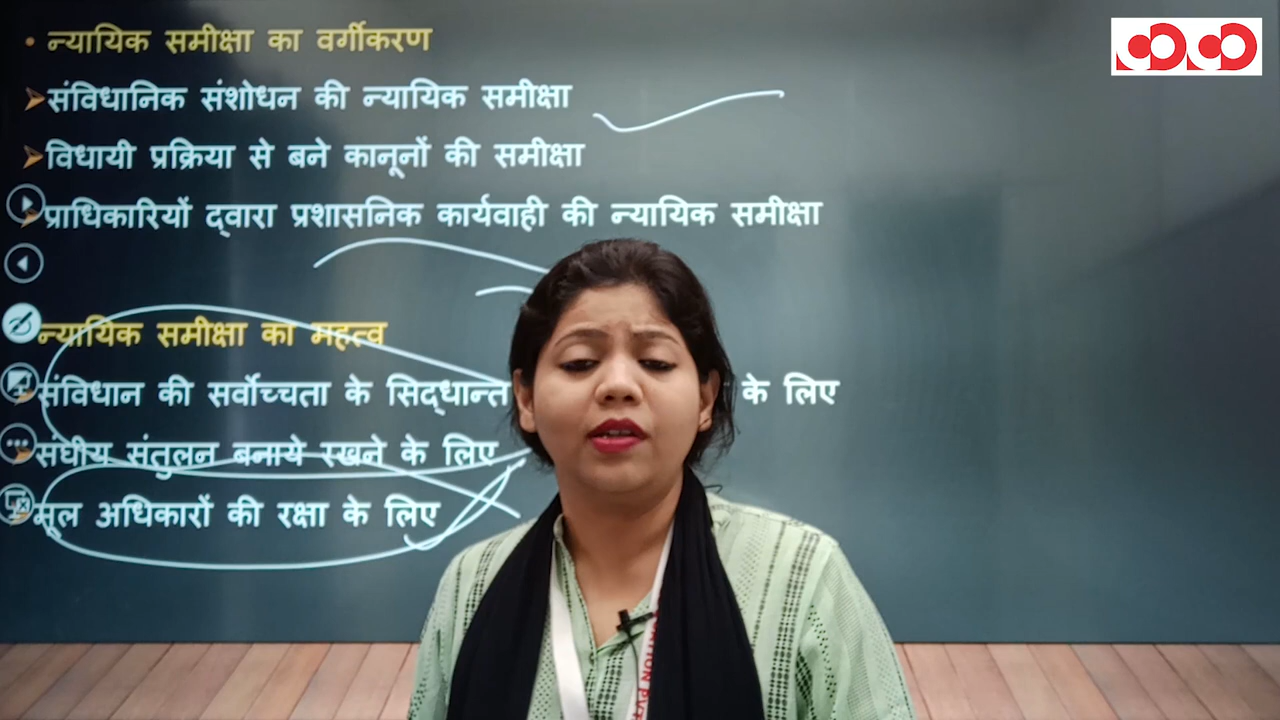 • न्यायिक समीक्षा का वर्गीकरण
➤ संविधानिक संशोधन की न्यायिक समीक्षा
➤ विधायी प्रक्रिया से बने कानूनों की समीक्षा
➤ प्राधिकारियों द्वारा प्रशासनिक कार्यवाही की न्यायिक समीक्षा
न्यायिक समीक्षा का महत्व
संविधान की सर्वोच्चता के सिद्धान्त के लिए
संघीय संतुलन बनाये रखने के लिए
मूल अधिकारों की रक्षा के लिए